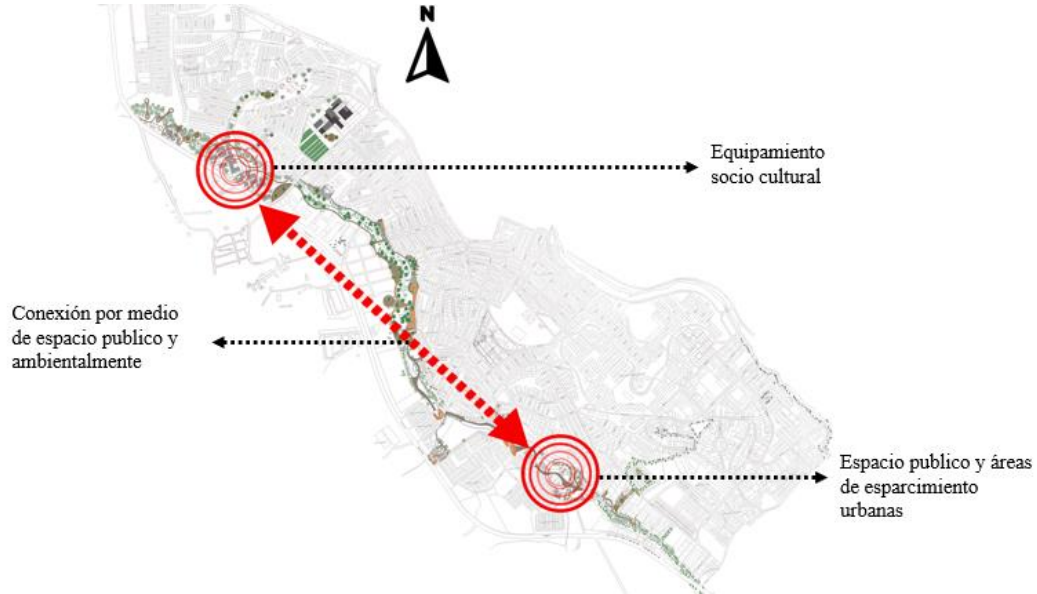 N
Equipamiento
socio cultural
Conexión por medio
de espacio publico y
ambientalmente
Espacio publico y áreas
de esparcimiento
urbanas